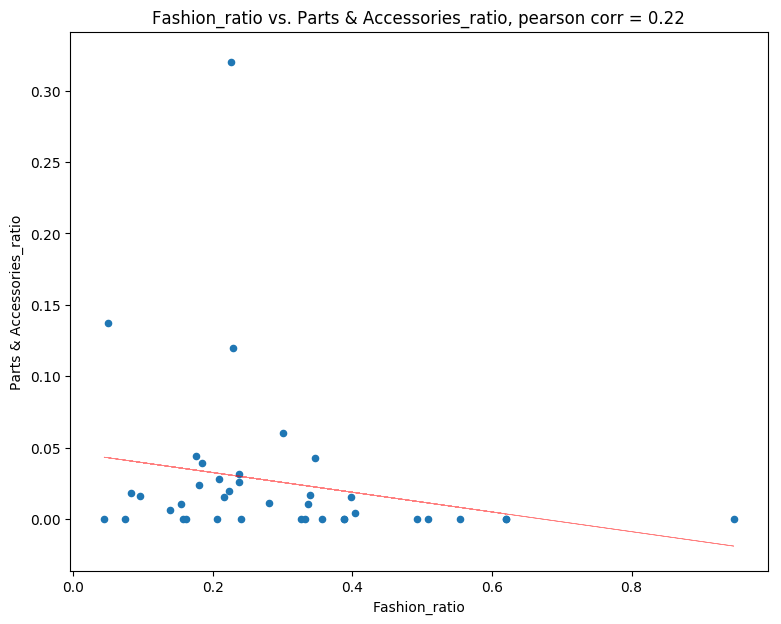 Fashion_ratio vs. Parts & Accessories_ratio, pearson corr = 0.22
Parts & Accessories_ratio
0.30
0.25
0.20
0.15
0.10
0.05
0.00
0.0 0.2 0.4 0.6 0.8
Fashion_ratio